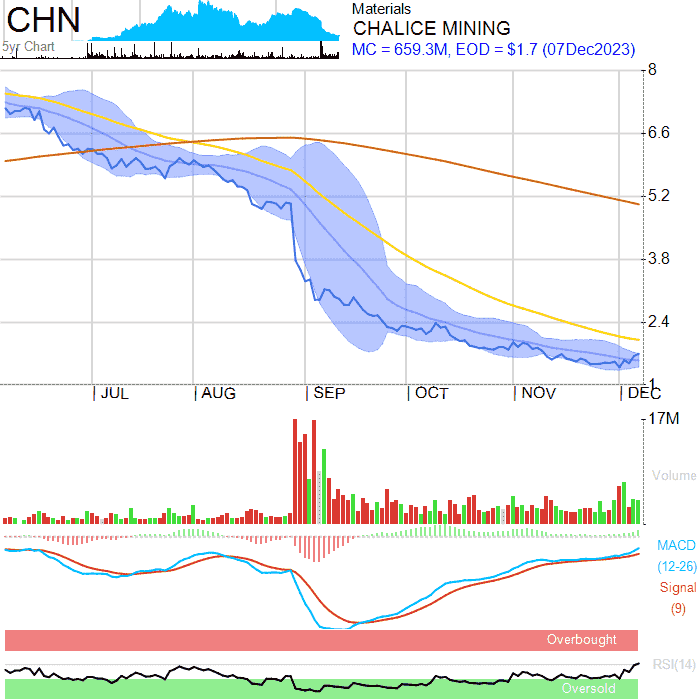 CHN
5yr Chart
Materials
CHALICE MINING
MC = 659.3M, EOD = $1.7 (07Dec2023)
8
6.6
5.2
3.8
2.4
1
JUL AUG SEP OCT NOV DEC
17M
Volume
MACD
(12-26)
Signal
(9)
Overbought
RSI(14)
Oversold